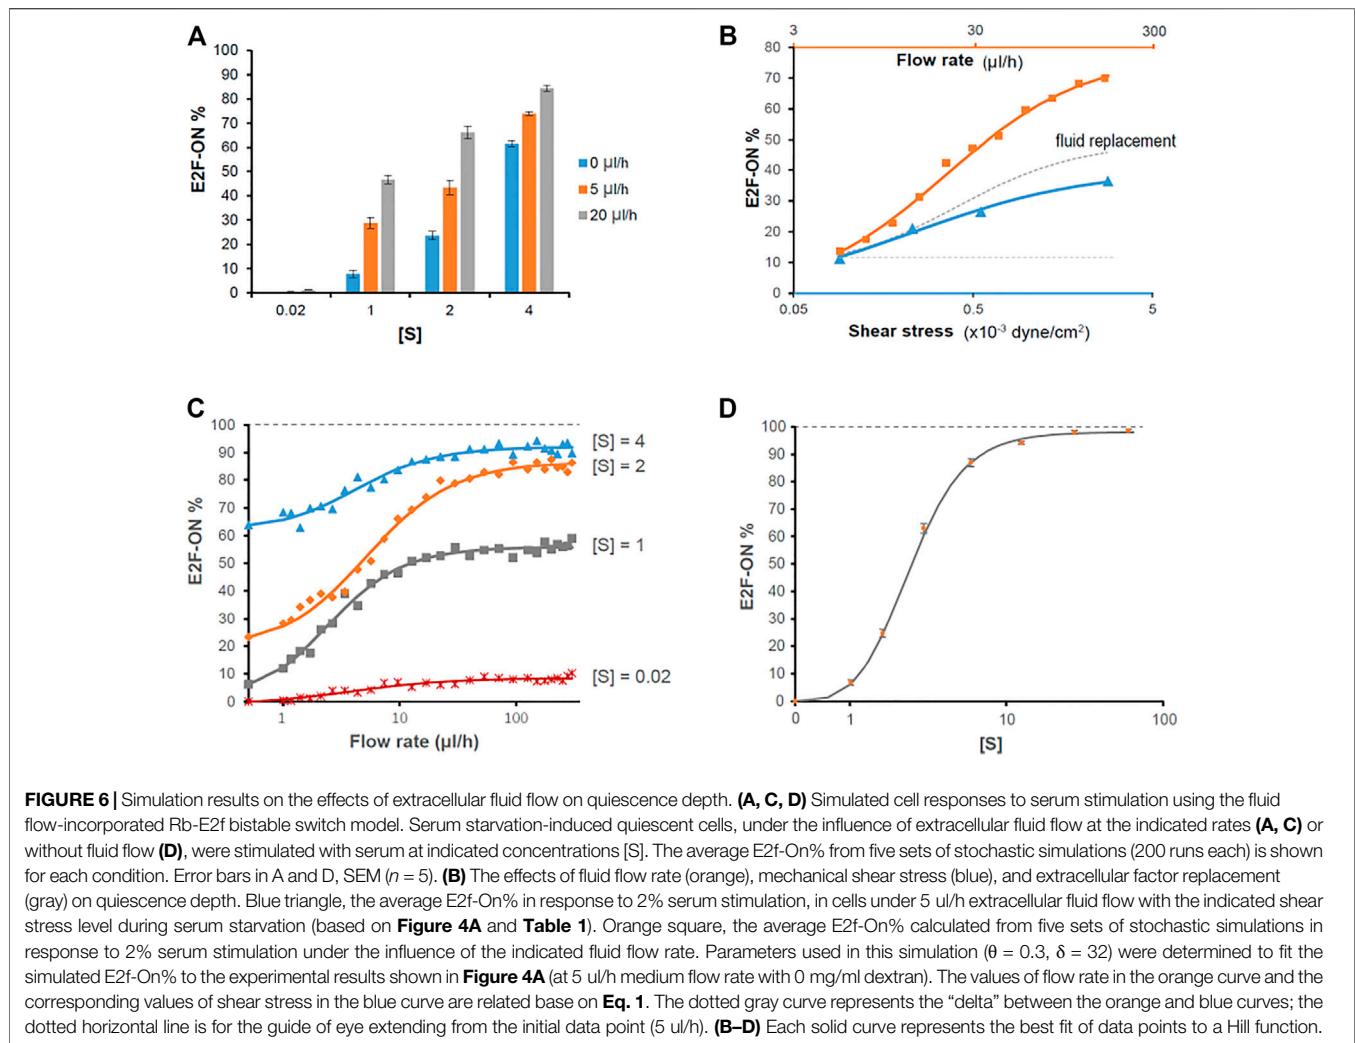 A
E2F-ON %
100
90
80
70
60
50
40
30
20
10
0
0.02
1
2
4
[S]
0 µl/h
5 µl/h
20 µl/h
B
3
30
300
Flow rate (µl/h)
E2F-ON %
80
70
60
50
40
30
20
10
0
fluid replacement
0.05
0.5
5
Shear stress (x10⁻³ dyne/cm²)
C
E2F-ON %
100
90
80
70
60
50
40
30
20
10
0
[S] = 4
[S] = 2
[S] = 1
[S] = 0.02
1
10
100
Flow rate (µl/h)
D
E2F-ON %
100
90
80
70
60
50
40
30
20
10
0
0
1
10
100
[S]
FIGURE 6 | Simulation results on the effects of extracellular fluid flow on quiescence depth. (A, C, D) Simulated cell responses to serum stimulation using the fluid
flow-incorporated Rb-E2f bistable switch model. Serum starvation-induced quiescent cells, under the influence of extracellular fluid flow at the indicated rates (A, C) or
without fluid flow (D), were stimulated with serum at indicated concentrations [S]. The average E2f-On% from five sets of stochastic simulations (200 runs each) is shown
for each condition. Error bars in A and D, SEM (n = 5). (B) The effects of fluid flow rate (orange), mechanical shear stress (blue), and extracellular factor replacement
(gray) on quiescence depth. Blue triangle, the average E2f-On% in response to 2% serum stimulation, in cells under 5 ul/h extracellular fluid flow with the indicated shear
stress level during serum starvation (based on Figure 4A and Table 1). Orange square, the average E2f-On% calculated from five sets of stochastic simulations in
response to 2% serum stimulation under the influence of the indicated fluid flow rate. Parameters used in this simulation (θ = 0.3, δ = 32) were determined to fit the
simulated E2f-On% to the experimental results shown in Figure 4A (at 5 ul/h medium flow rate with 0 mg/ml dextran). The values of flow rate in the orange curve and the
corresponding values of shear stress in the blue curve are related base on Eq. 1. The dotted gray curve represents the “delta” between the orange and blue curves; the
dotted horizontal line is for the guide of eye extending from the initial data point (5 ul/h). (B–D) Each solid curve represents the best fit of data points to a Hill function.